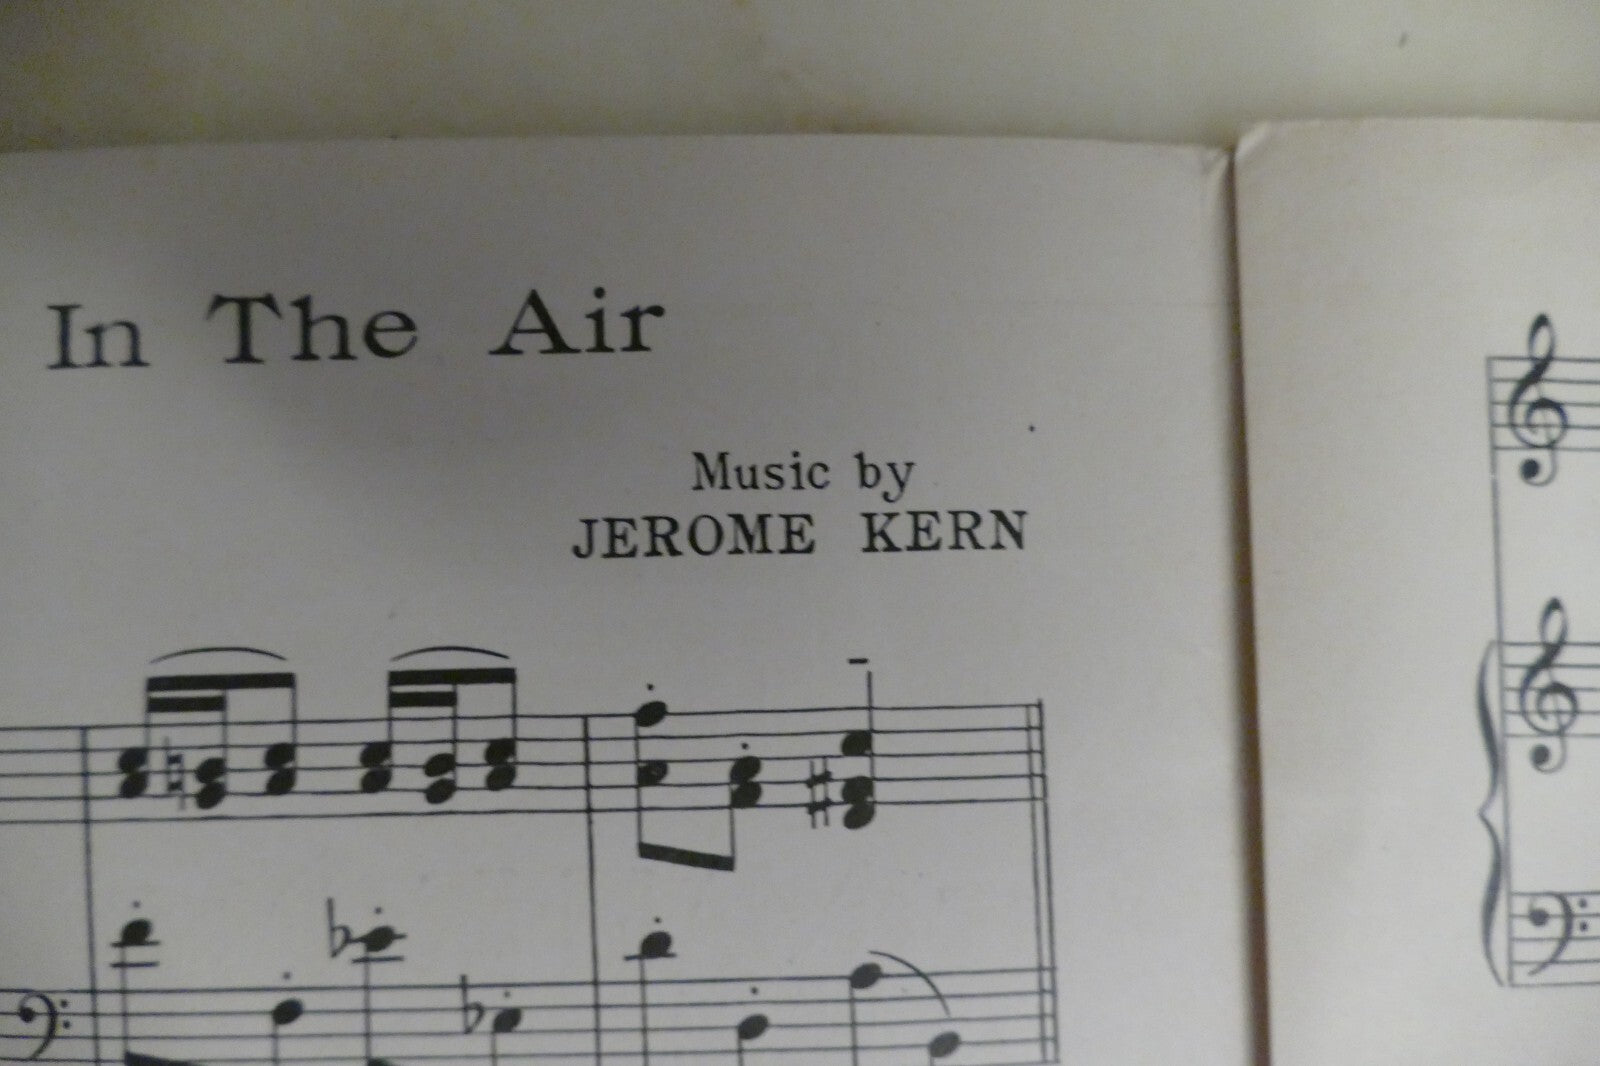 In The Air
Music by
JEROME KERN